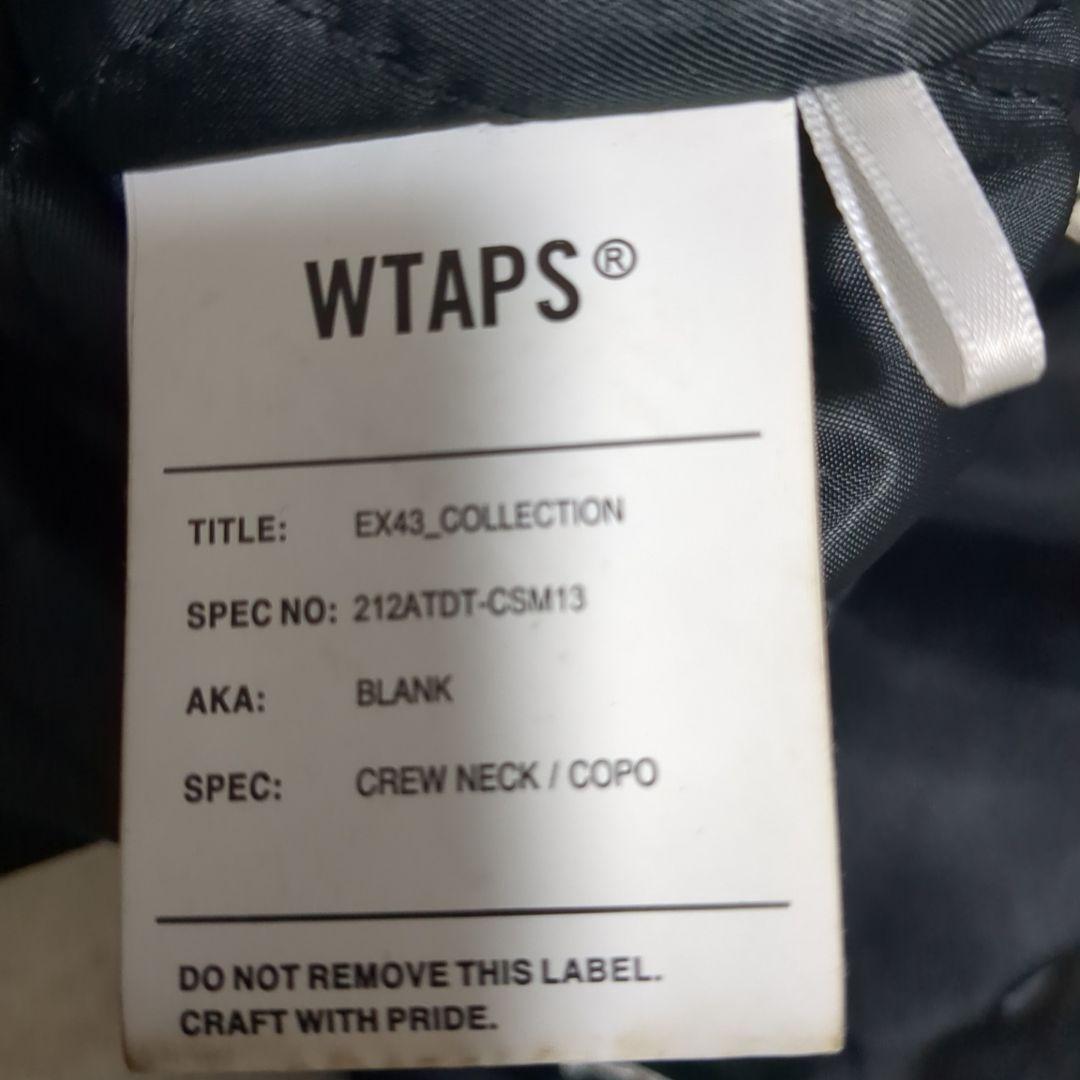 WTAPS®
TITLE: EX43_COLLECTION
SPEC NO: 212ATDT-CSM13
AKA: BLANK
SPEC: CREW NECK / COPO
DO NOT REMOVE THIS LABEL.
CRAFT WITH PRIDE.